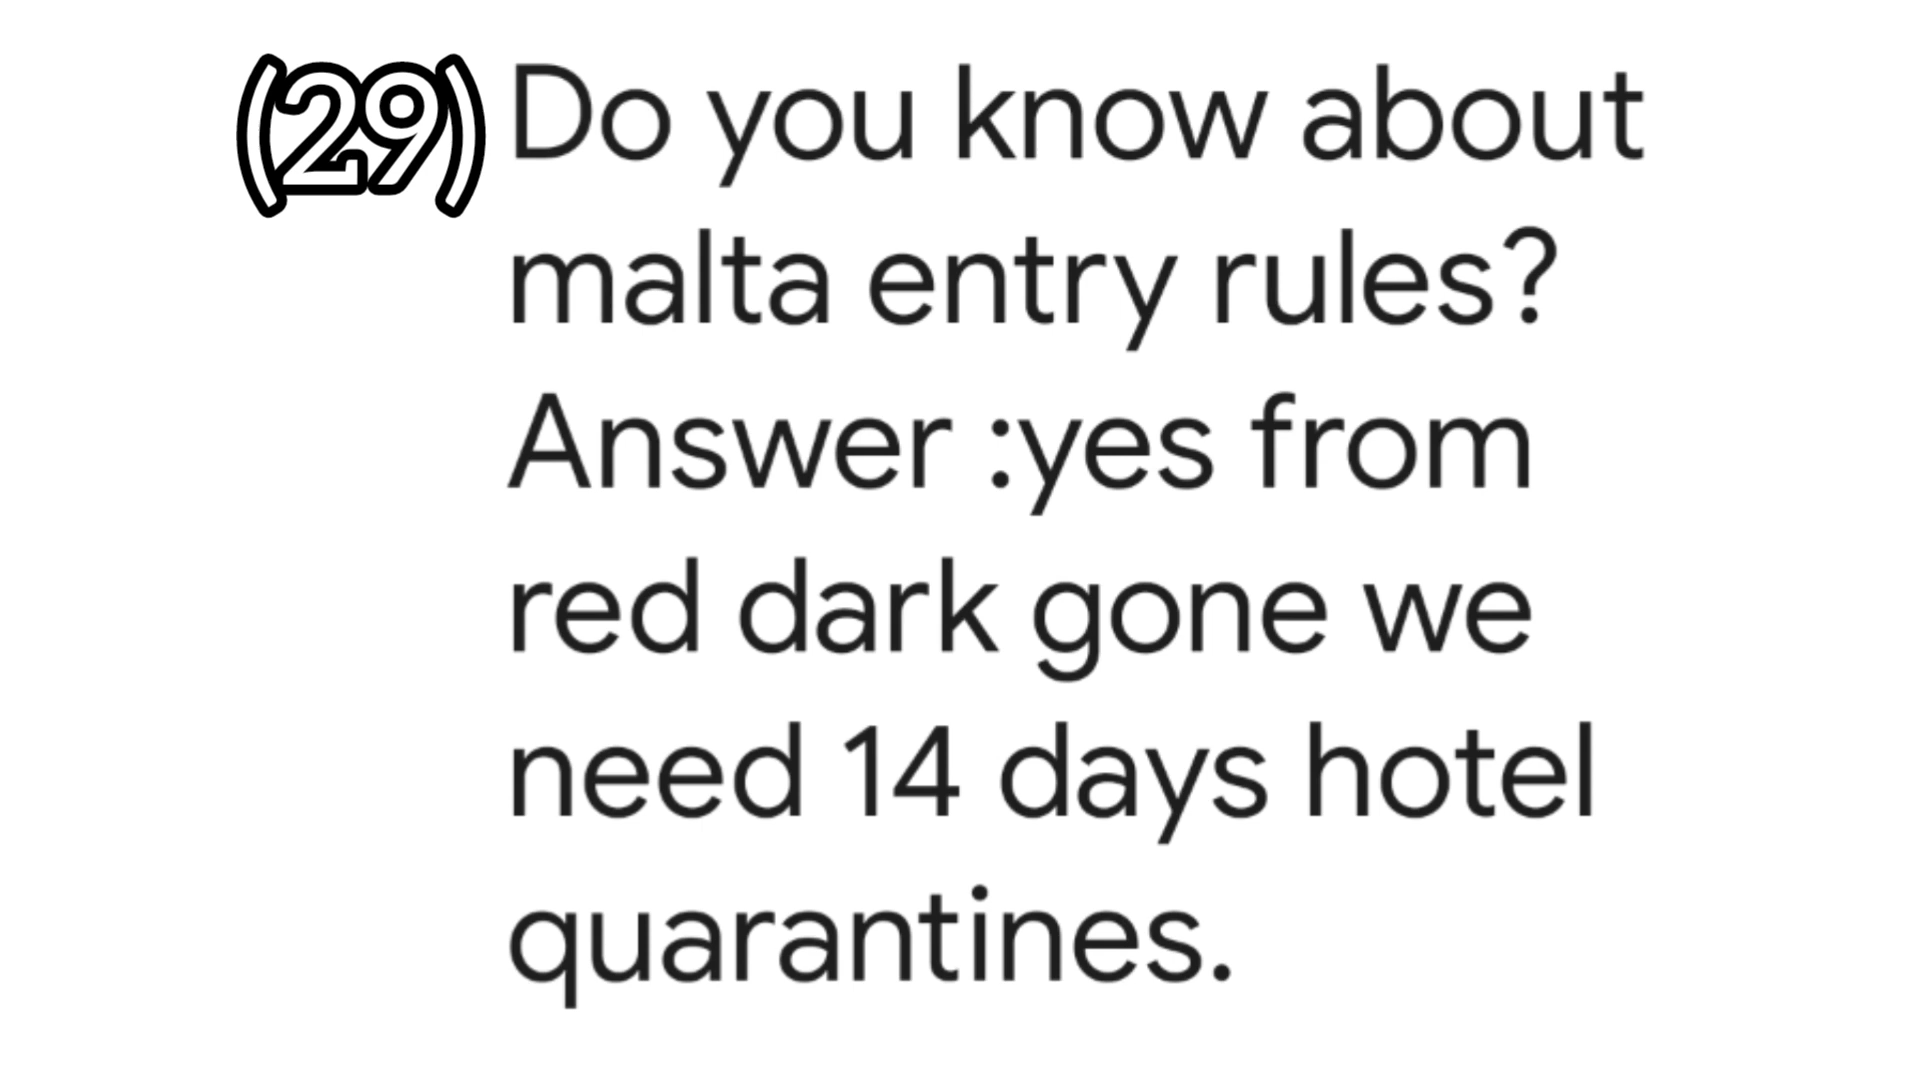 (29) Do you know about
malta entry rules?
Answer :yes from
red dark gone we
need 14 days hotel
quarantines.